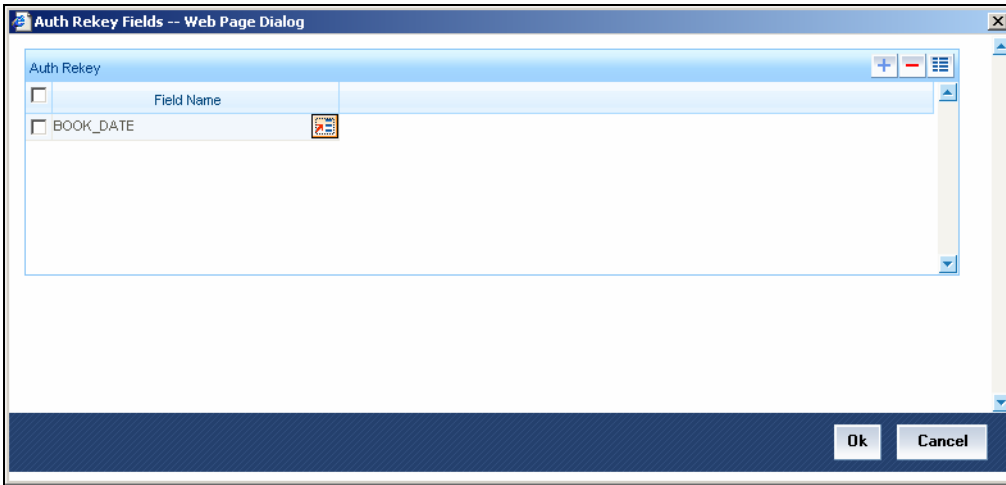 Auth Rekey Fields -- Web Page Dialog
Auth Rekey
Field Name
BOOK_DATE
Ok Cancel